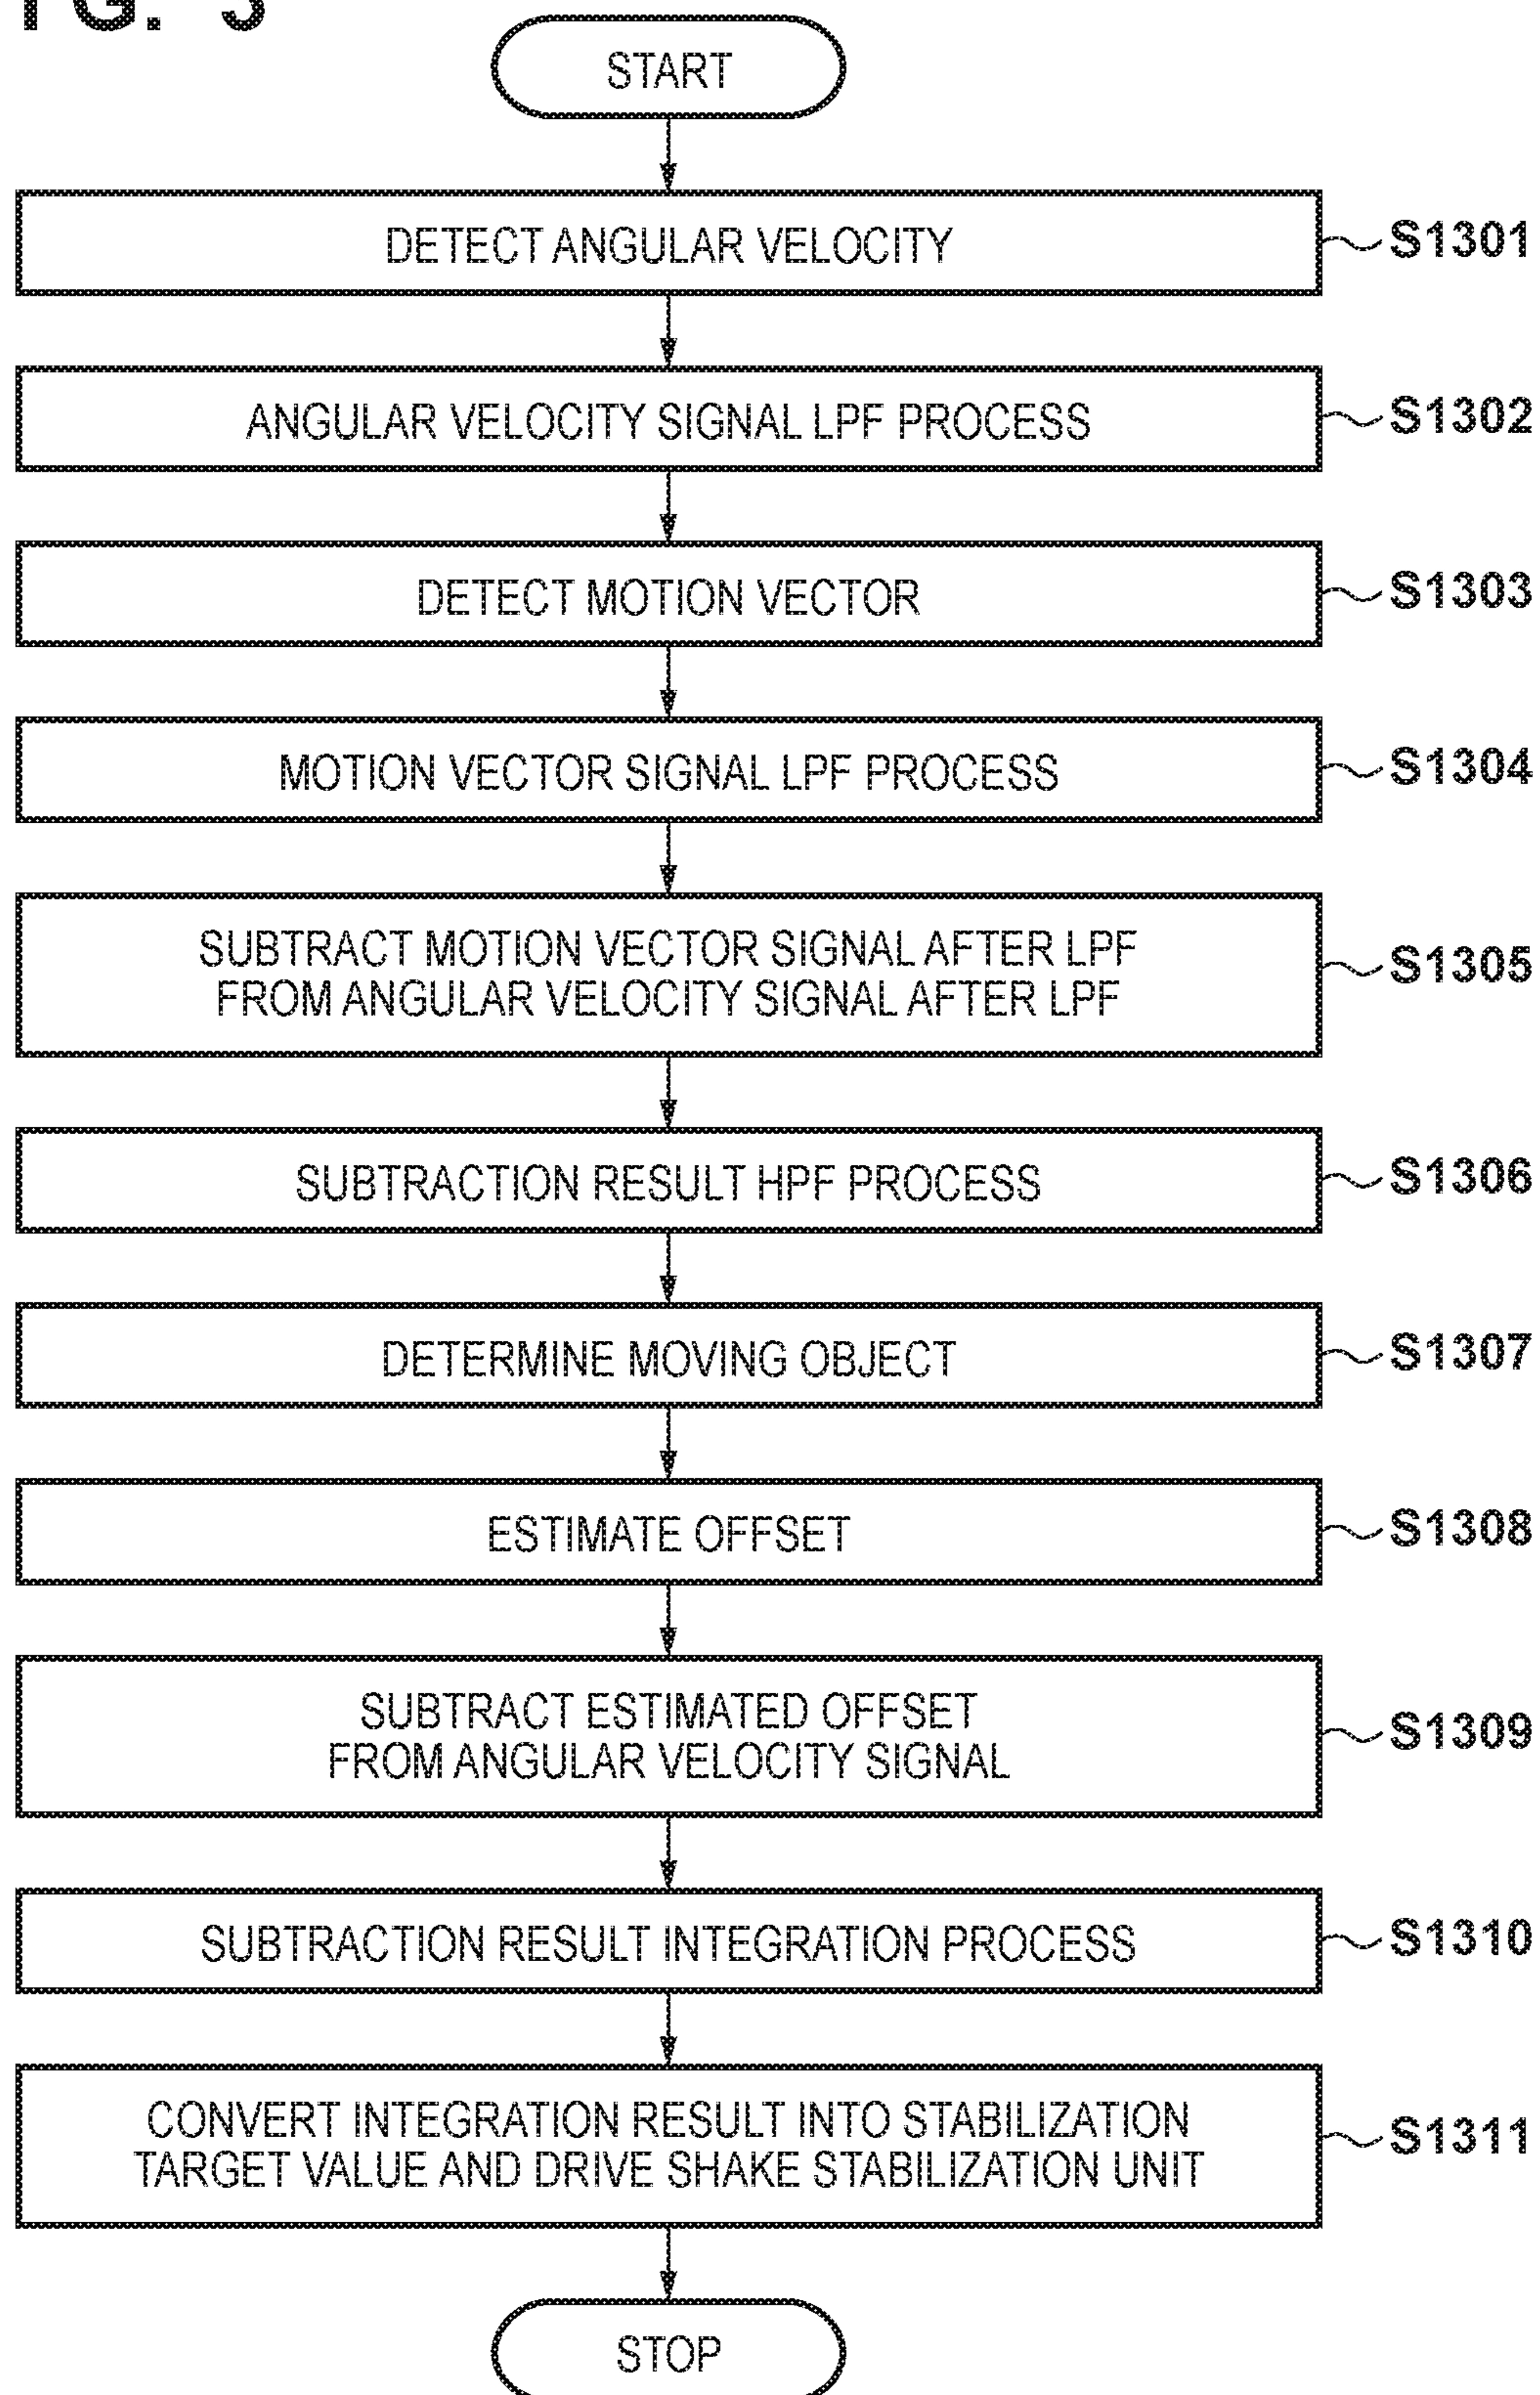 FG. 3
START
DETECT ANGULAR VELOCITY
S1301
ANGULAR VELOCITY SIGNAL LPF PROCESS
S1302
DETECT MOTION VECTOR
S1303
MOTION VECTOR SIGNAL LPF PROCESS
S1304
SUBTRACT MOTION VECTOR SIGNAL AFTER LPF
FROM ANGULAR VELOCITY SIGNAL AFTER LPF
S1305
SUBTRACTION RESULT HPF PROCESS
S1306
DETERMINE MOVING OBJECT
S1307
ESTIMATE OFFSET
S1308
SUBTRACT ESTIMATED OFFSET
FROM ANGULAR VELOCITY SIGNAL
S1309
SUBTRACTION RESULT INTEGRATION PROCESS
S1310
CONVERT INTEGRATION RESULT INTO STABILIZATION
TARGET VALUE AND DRIVE SHAKE STABILIZATION UNIT
S1311
STOP